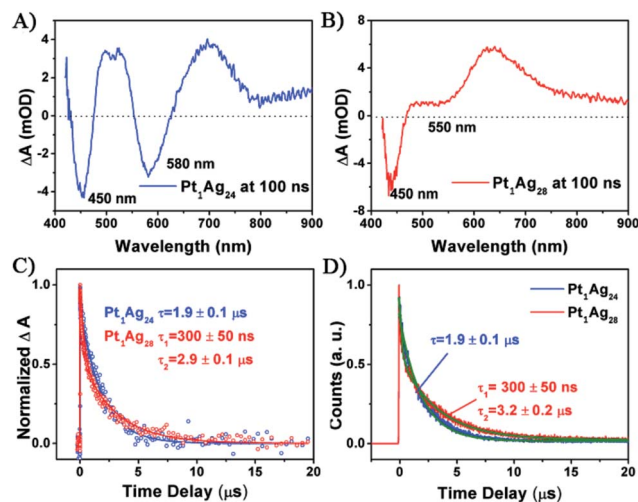 A)
4
2
0
-2
-4
ΔA (mOD)
450 nm
580 nm
Pt₁Ag₂₄ at 100 ns
400 500 600 700 800 900
Wavelength (nm)
B)
8
4
0
-4
-8
ΔA (mOD)
550 nm
450 nm
Pt₁Ag₂₈ at 100 ns
400 500 600 700 800 900
Wavelength (nm)
C)
1.0
0.5
0.0
Normalized Δ A
Pt₁Ag₂₄ τ=1.9 ± 0.1 μs
Pt₁Ag₂₈ τ₁=300 ± 50 ns
τ₂=2.9 ± 0.1 μs
0 5 10 15 20
Time Delay (μs)
D)
1.0
0.5
0.0
Counts (a. u.)
Pt₁Ag₂₄
Pt₁Ag₂₈
τ=1.9 ± 0.1 μs
τ₁= 300 ± 50 ns
τ₂=3.2 ± 0.2 μs
0 5 10 15 20
Time Delay (μs)